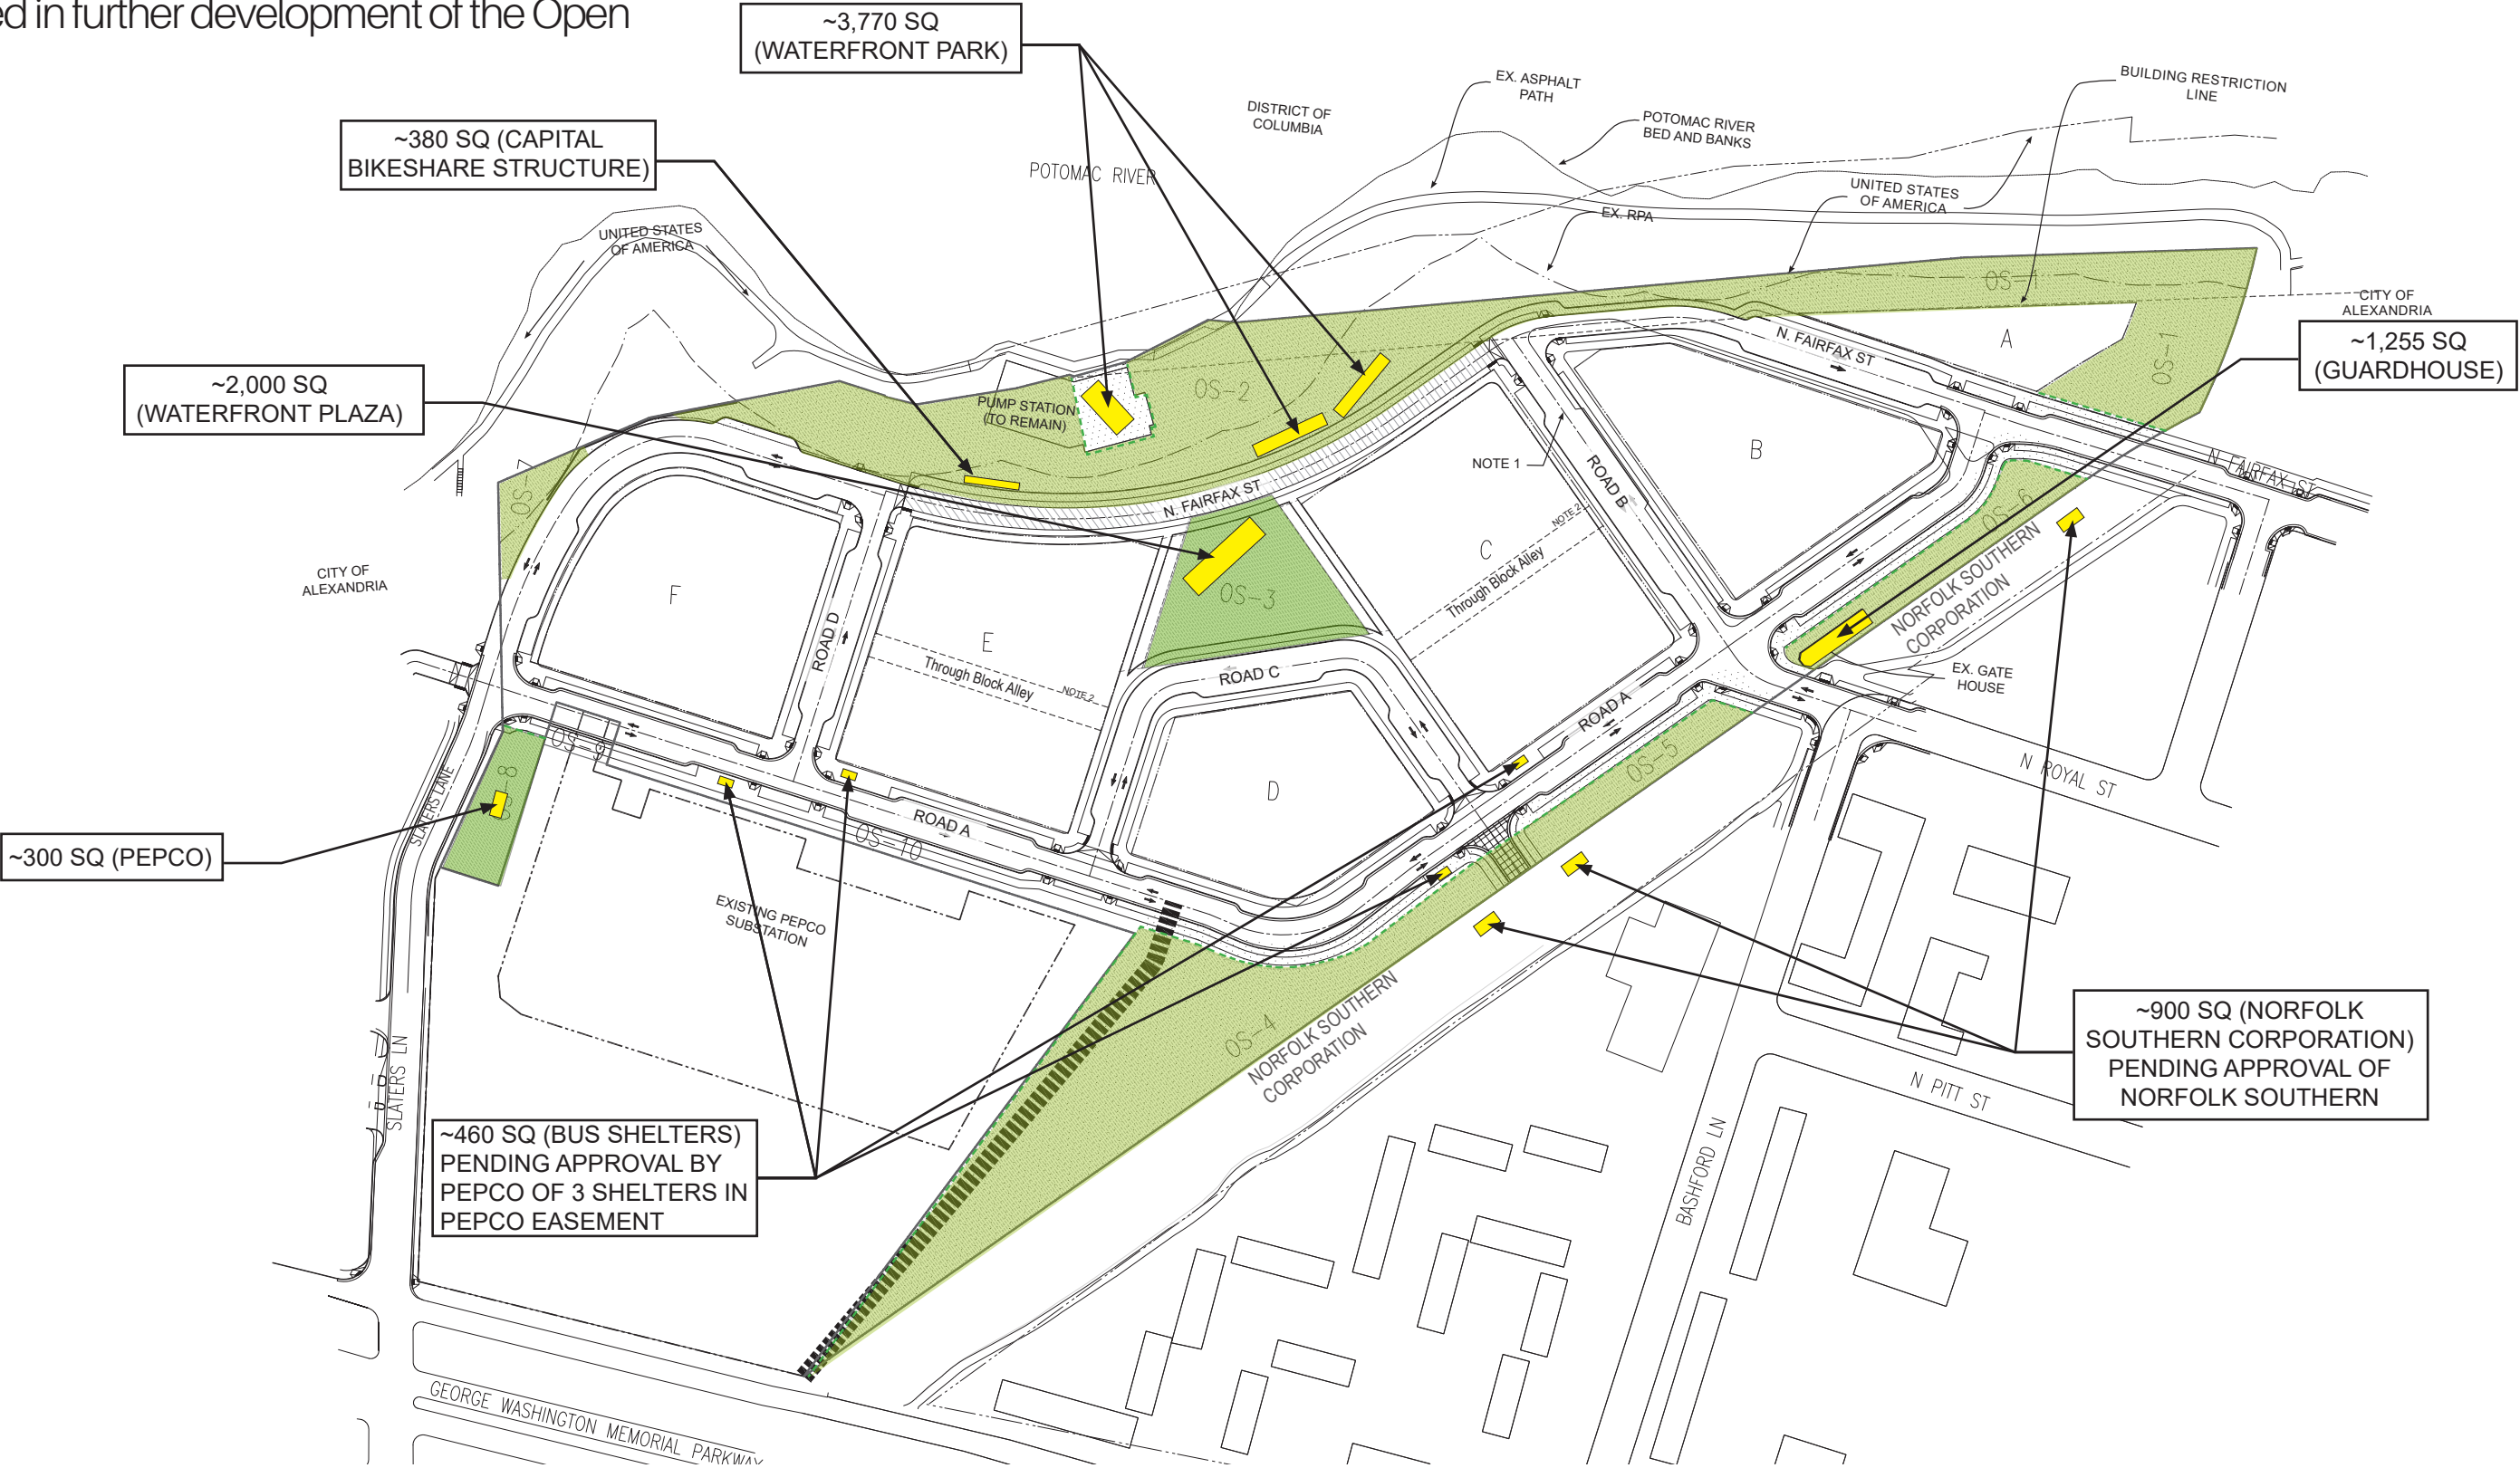 ed in further development of the Open
~3,770 SQ
(WATERFRONT PARK)
EX. ASPHALT
PATH
BUILDING RESTRICTION
LINE
DISTRICT OF
COLUMBIA
POTOMAC RIVER
BED AND BANKS
~380 SQ (CAPITAL
BIKESHARE STRUCTURE)
POTOMAC RIVER
UNITED STATES
OF AMERICA
EX. RPA
UNITED STATES
OF AMERICA
OS-1
CITY OF
ALEXANDRIA
~1,255 SQ
(GUARDHOUSE)
A
N. FAIRFAX ST
OS-1
~2,000 SQ
(WATERFRONT PLAZA)
PUMP STATION
(TO REMAIN)
OS-2
B
NOTE 1
ROAD B
N FAIRFAX ST
OS-7
N. FAIRFAX ST
NOTE 2
OS-6
C
Through Block Alley
NORFOLK SOUTHERN
CORPORATION
CITY OF
ALEXANDRIA
F
OS-3
ROAD D
E
Through Block Alley
NOTE 2
ROAD C
EX. GATE
HOUSE
ROAD A
OS-9
OS-5
N ROYAL ST
OS-8
SLATERS LANE
D
ROAD A
OS-10
~300 SQ (PEPCO)
EXISTING PEPCO
SUBSTATION
OS-4
NORFOLK SOUTHERN
CORPORATION
~900 SQ (NORFOLK
SOUTHERN CORPORATION)
PENDING APPROVAL OF
NORFOLK SOUTHERN
SLATERS LN
N PITT ST
~460 SQ (BUS SHELTERS)
PENDING APPROVAL BY
PEPCO OF 3 SHELTERS IN
PEPCO EASEMENT
BASHFORD LN
GEORGE WASHINGTON MEMORIAL PARKWAY